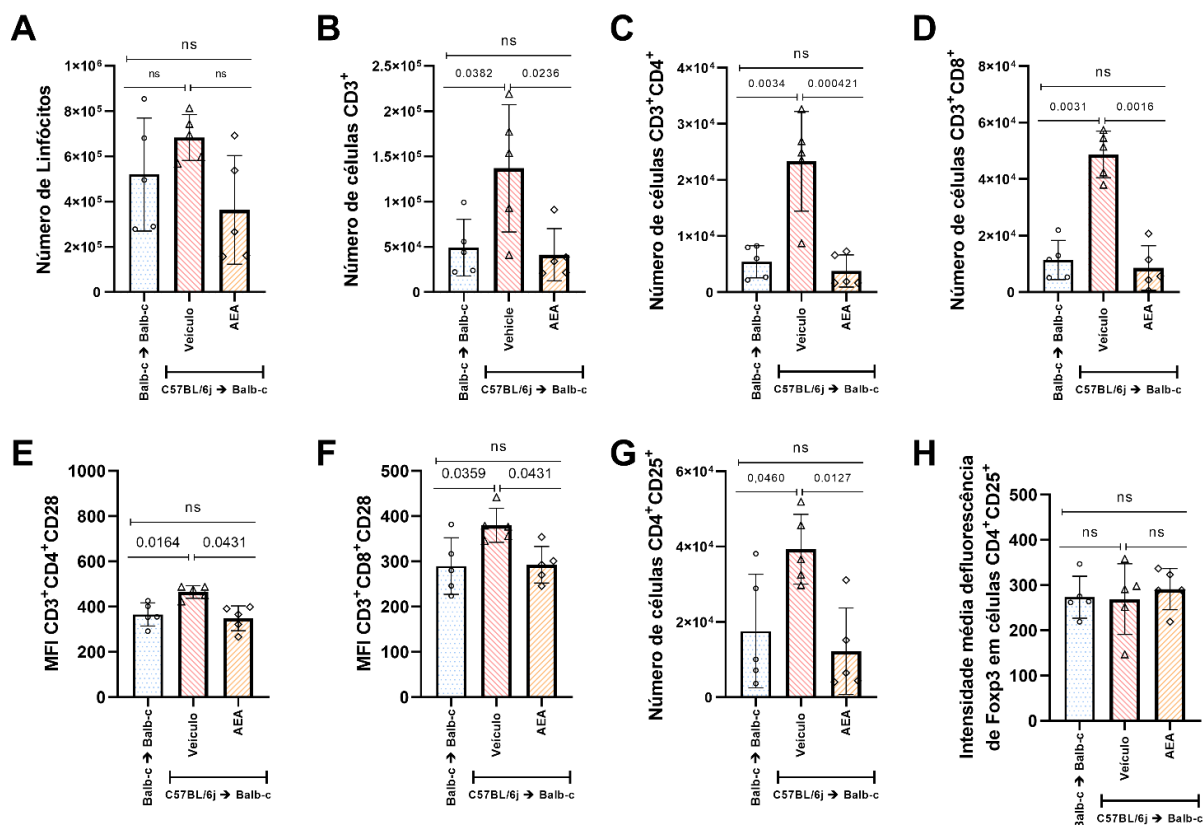 A
ns
ns
ns
Número de Linfócitos
1×10⁶
8×10⁵
6×10⁵
4×10⁵
2×10⁵
0
Balb-c ➔ Balb-c
Veículo
AEA
C57BL/6j ➔ Balb-c
B
ns
0.0382
0.0236
Número de células CD3⁺
2.5×10⁵
2.0×10⁵
1.5×10⁵
1.0×10⁵
5×10⁴
0
Balb-c ➔ Balb-c
Vehicle
AEA
C57BL/6j ➔ Balb-c
C
ns
0.0034
0.000421
Número de células CD3⁺CD4⁺
4×10⁴
3×10⁴
2×10⁴
1×10⁴
0
Balb-c ➔ Balb-c
Veículo
AEA
C57BL/6j ➔ Balb-c
D
ns
0.0031
0.0016
Número de células CD3⁺CD8⁺
8×10⁴
6×10⁴
4×10⁴
2×10⁴
0
Balb-c ➔ Balb-c
Veículo
AEA
C57BL/6j ➔ Balb-c
E
ns
0.0164
0.0431
MFI CD3⁺CD4⁺CD28
1000
800
600
400
200
0
Balb-c ➔ Balb-c
Veículo
AEA
C57BL/6j ➔ Balb-c
F
ns
0.0359
0.0431
MFI CD3⁺CD8⁺CD28
500
400
300
200
100
0
Balb-c ➔ Balb-c
Veículo
AEA
C57BL/6j ➔ Balb-c
G
ns
0,0460
0.0127
Número de células CD4⁺CD25⁺
6×10⁴
4×10⁴
2×10⁴
0
Balb-c ➔ Balb-c
Veículo
AEA
C57BL/6j ➔ Balb-c
H
ns
ns
ns
Intensidade média defluorescência
de Foxp3 em células CD4⁺CD25⁺
500
400
300
200
100
0
Balb-c ➔ Balb-c
Veículo
AEA
C57BL/6j ➔ Balb-c